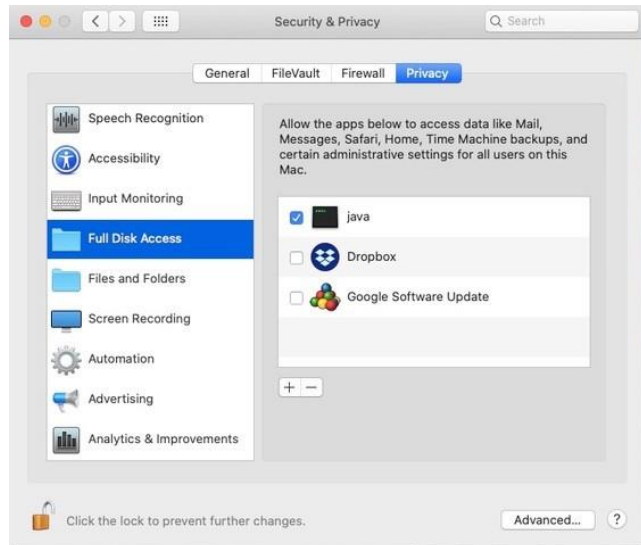 Security & Privacy
Search
General
FileVault
Firewall
Privacy
Speech Recognition
Accessibility
Input Monitoring
Full Disk Access
Files and Folders
Screen Recording
Automation
Advertising
Analytics & Improvements
Allow the apps below to access data like Mail,
Messages, Safari, Home, Time Machine backups, and
certain administrative settings for all users on this
Mac.
java
Dropbox
Google Software Update
+ −
Click the lock to prevent further changes.
Advanced...
?